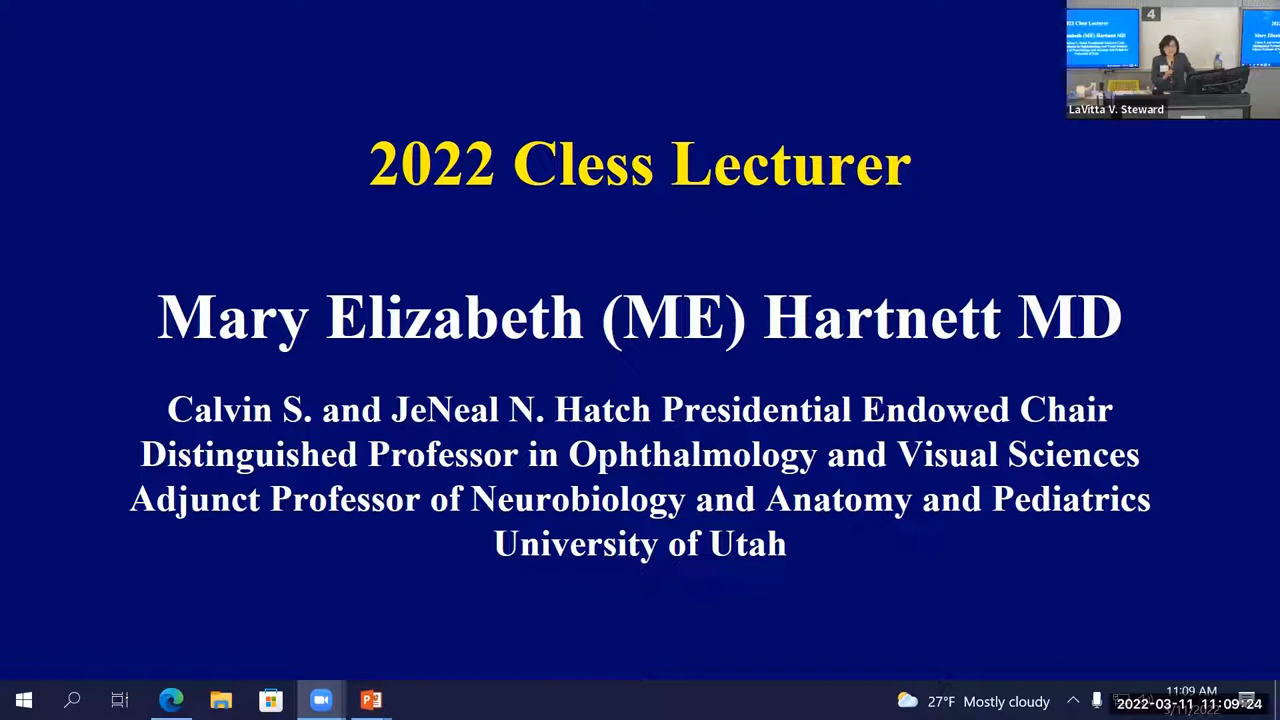 4
LaVitta V. Steward
2022 Cless Lecturer
Mary Elizabeth (ME) Hartnett MD
Calvin S. and JeNeal N. Hatch Presidential Endowed Chair
Distinguished Professor in Ophthalmology and Visual Sciences
Adjunct Professor of Neurobiology and Anatomy and Pediatrics
University of Utah
27°F Mostly cloudy
11:09 AM
2022-03-11 11:09:24